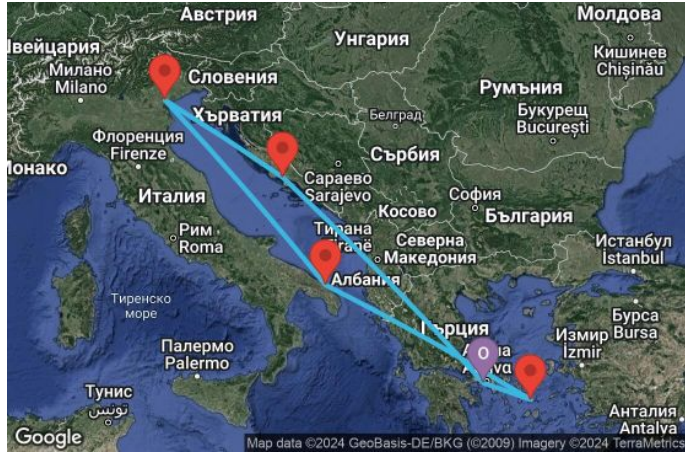 Австрия
Молдова
Швейцария
Унгария
Кишинев
Chișinău
Милано
Milano
Словения
Румъния
Хърватия
Белград
Букурещ
București
Флоренция
Firenze
Монако
Сърбия
Сараево
Sarajevo
Италия
София
Косово
България
Рим
Roma
Тирана
Северна
Македония
Истанбул
İstanbul
Албания
Тиренско
море
Бурса
Bursa
Гърция
Измир
İzmir
O
Палермо
Palermo
Тунис
تونس
Анталия
Antalya
Google
Map data ©2024 GeoBasis-DE/BKG (©2009) Imagery ©2024 TerraMetrics